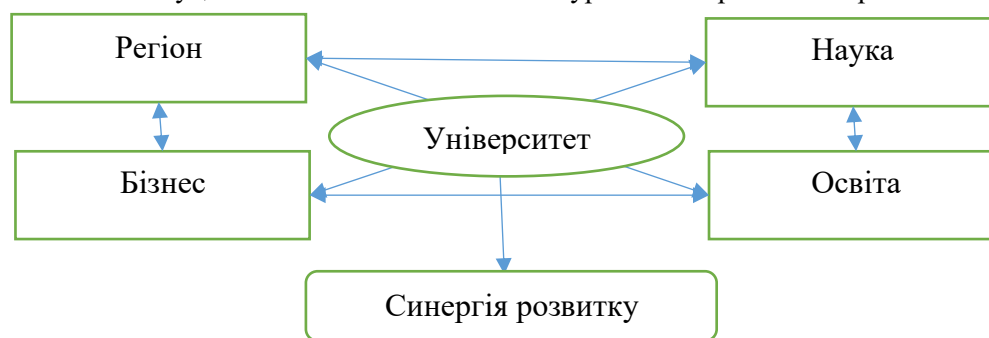 Регіон
Наука
Університет
Бізнес
Освіта
Синергія розвитку